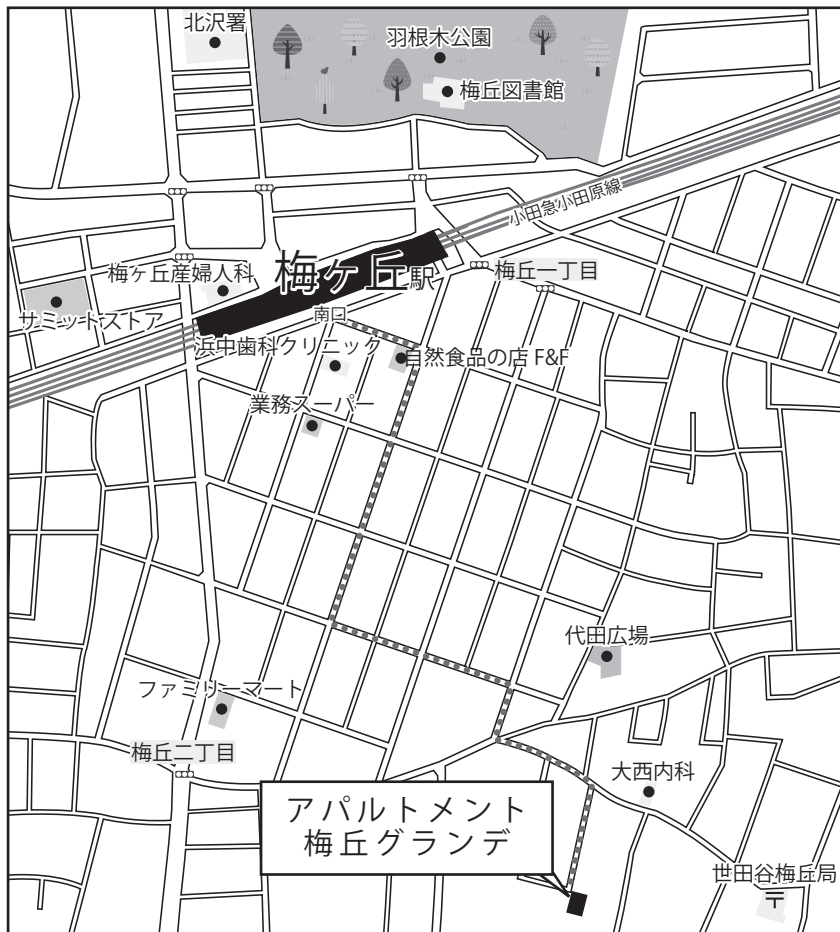 北沢署
羽根木公園
梅丘図書館
小田急小田原線
梅ヶ丘駅
梅丘一丁目
梅ヶ丘産婦人科
サミットストア
南口
浜中歯科クリニック
自然食品の店 F&F
業務スーパー
代田広場
ファミリーマート
梅丘二丁目
大西内科
アパルトメント
梅丘グランデ
世田谷梅丘局
〒